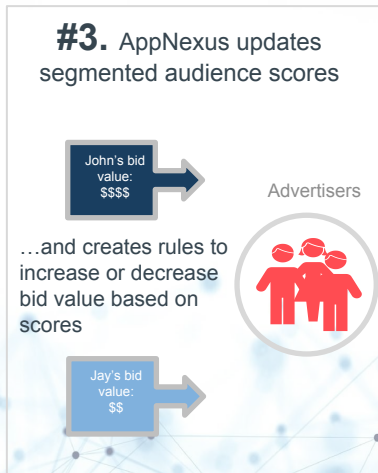 #3. AppNexus updates
segmented audience scores
John's bid
value:
$$$$
Advertisers
...and creates rules to
increase or decrease
bid value based on
scores
Jay's bid
value:
$$